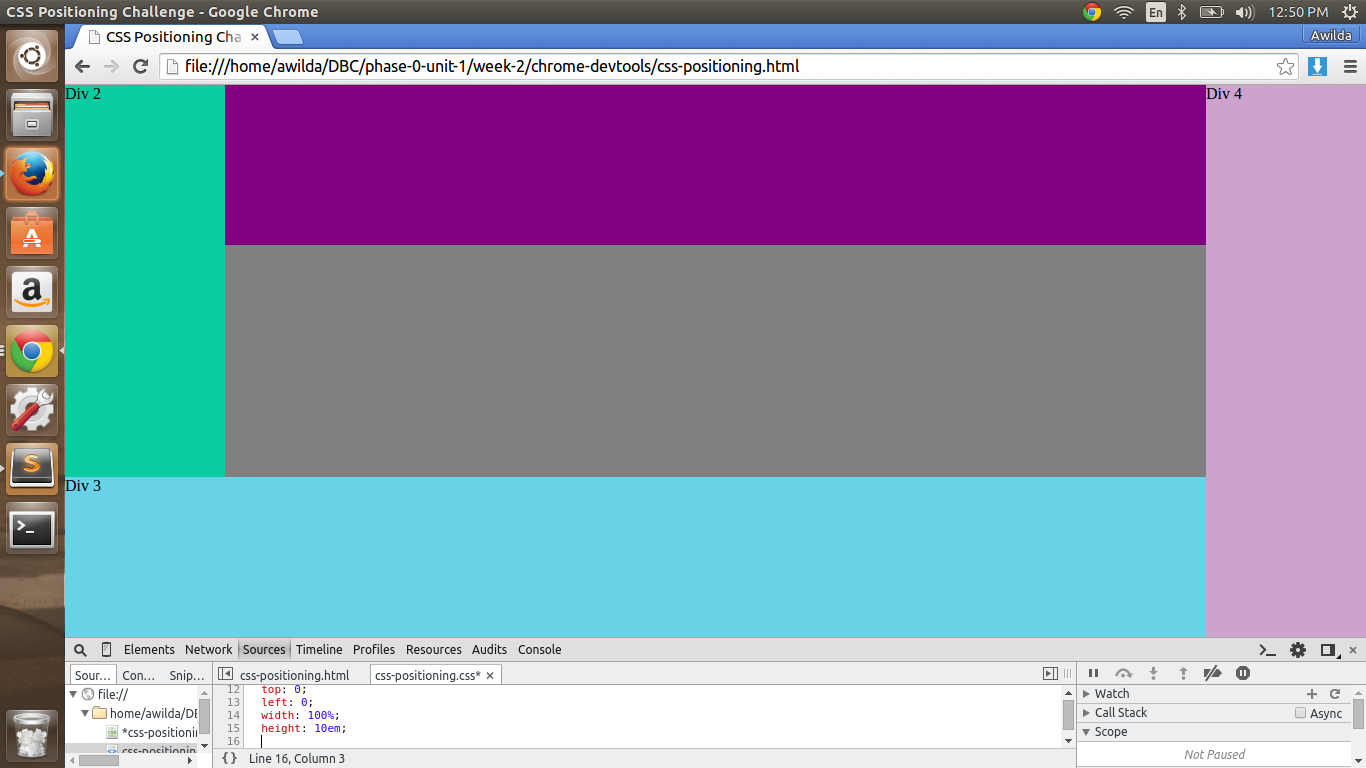 CSS Positioning Challenge - Google Chrome
En
12:50 PM
CSS Positioning Cha
Awilda
file:///home/awilda/DBC/phase-0-unit-1/week-2/chrome-devtools/css-positioning.html
Div 2
Div 4
Div 3
Elements Network Sources Timeline Profiles Resources Audits Console
Sour... Con... Snip...
css-positioning.html
css-positioning.css*
file://
home/awilda/DB
*css-positionin
css-positioning
12 top: 0;
13 left: 0;
14 width: 100%;
15 height: 10em;
16
{} Line 16, Column 3
Watch
Call Stack
Async
Scope
Not Paused